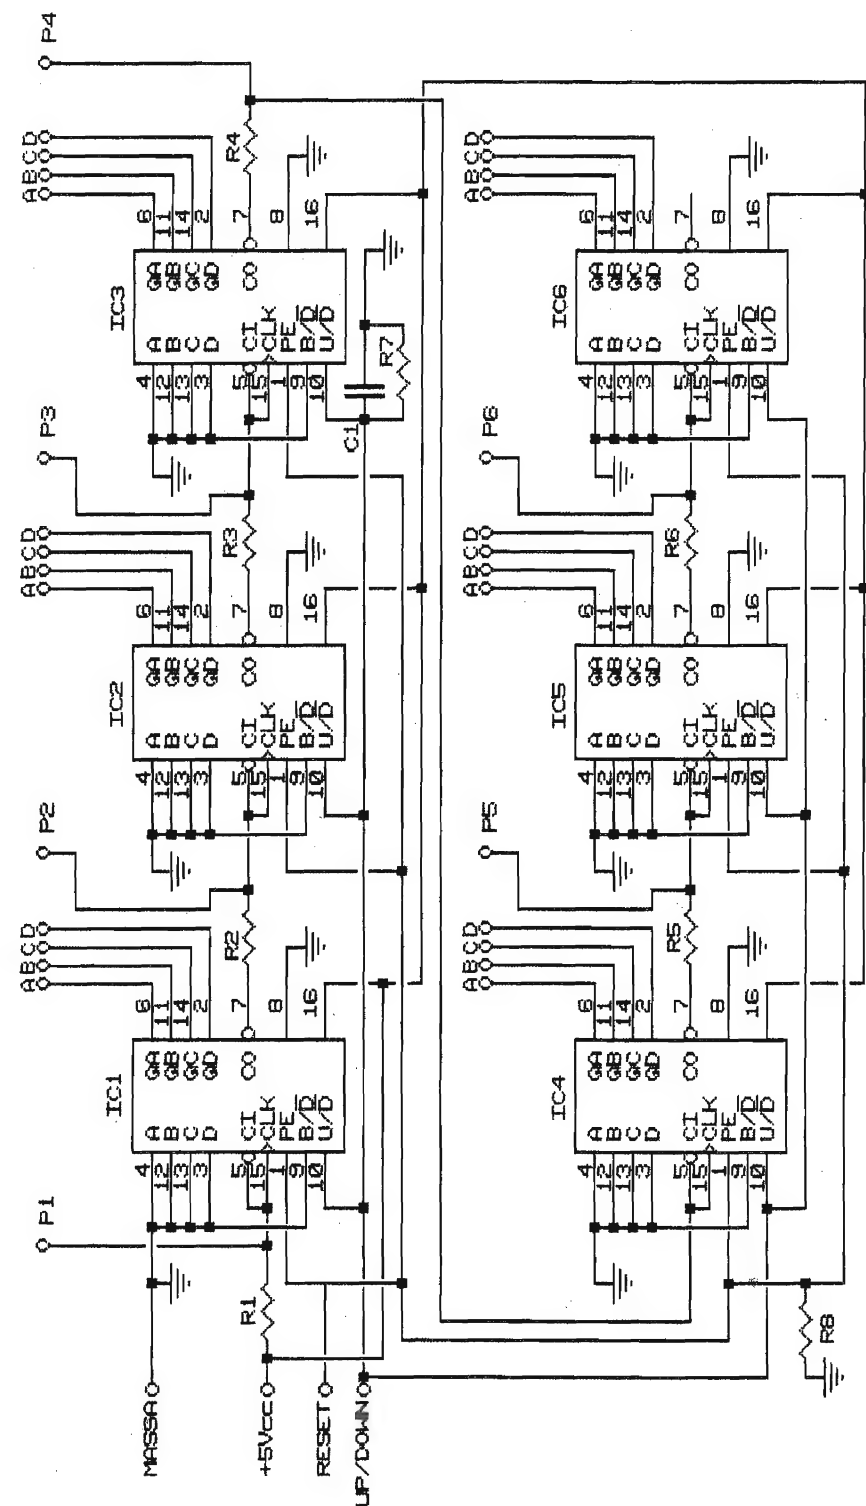 P1
ABCD
P2
ABCD
P3
ABCD
P4
MASSA
+5Vcc
RESET
UP/DOWN
R1
IC1
4 A QA 6
12 B QB 11
13 C QC 14
3 D QD 2
5 CI CO 7
15 CLK
1 PE 8
9 B/D̅
10 U/D̅ 16
R2
IC2
4 A QA 6
12 B QB 11
13 C QC 14
3 D QD 2
5 CI CO 7
15 CLK
1 PE 8
9 B/D̅
10 U/D̅ 16
R3
IC3
4 A QA 6
12 B QB 11
13 C QC 14
3 D QD 2
5 CI CO 7
15 CLK
1 PE 8
9 B/D̅
10 U/D̅ 16
R4
C1
R7
ABCD
P5
ABCD
P6
ABCD
IC4
4 A QA 6
12 B QB 11
13 C QC 14
3 D QD 2
5 CI CO 7
15 CLK
1 PE 8
9 B/D̅
10 U/D̅ 16
R5
IC5
4 A QA 6
12 B QB 11
13 C QC 14
3 D QD 2
5 CI CO 7
15 CLK
1 PE 8
9 B/D̅
10 U/D̅ 16
R6
IC6
4 A QA 6
12 B QB 11
13 C QC 14
3 D QD 2
5 CI CO 7
15 CLK
1 PE 8
9 B/D̅
10 U/D̅ 16
R8